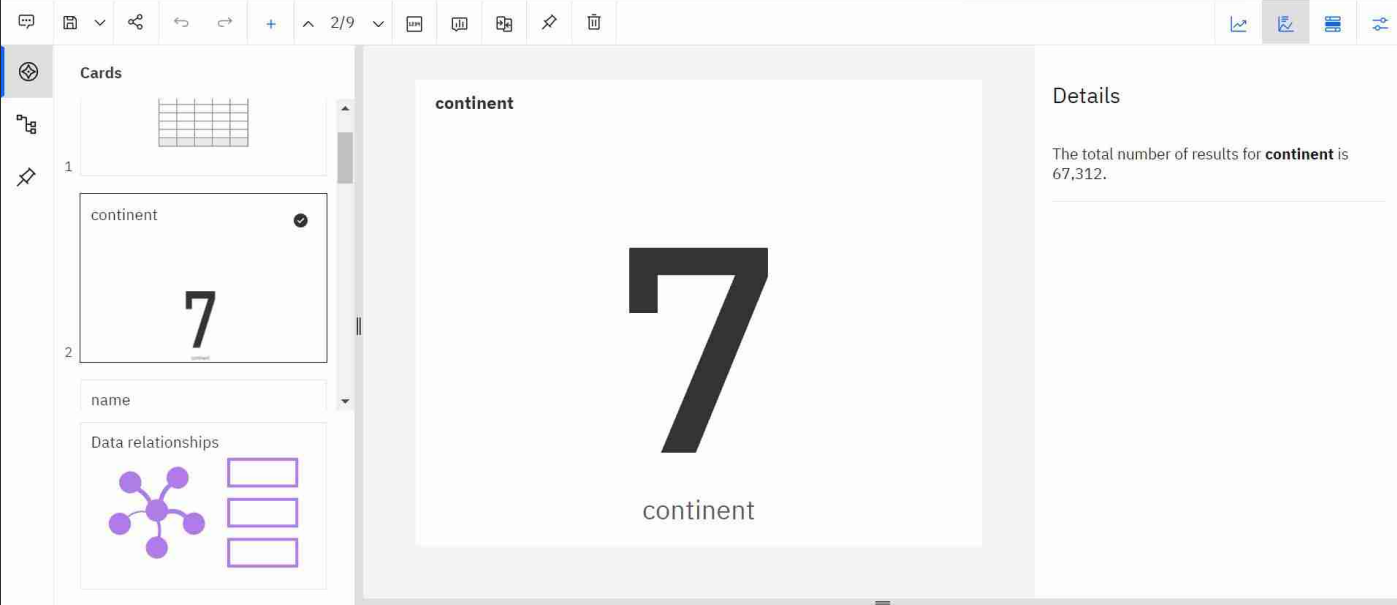 2/9
Cards
1
continent
7
continent
2
name
Data relationships
continent
7
continent
Details
The total number of results for continent is
67,312.